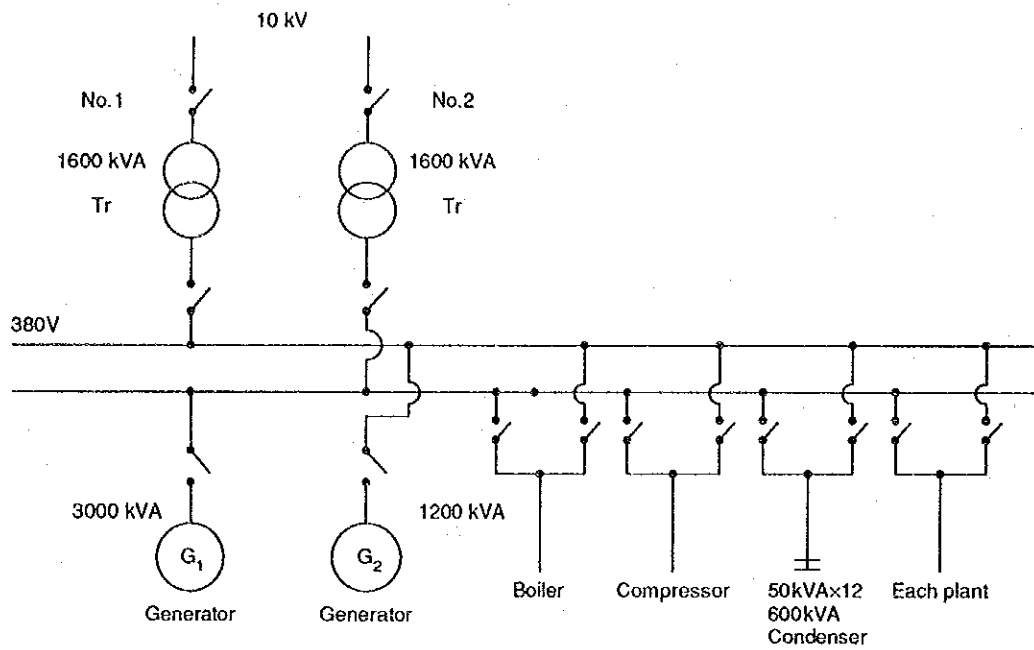 10 kV
No.1
No.2
1600 kVA
1600 kVA
Tr
Tr
380V
3000 kVA
1200 kVA
G1
G2
Generator
Generator
Boiler
Compressor
50kVA×12
600kVA
Condenser
Each plant